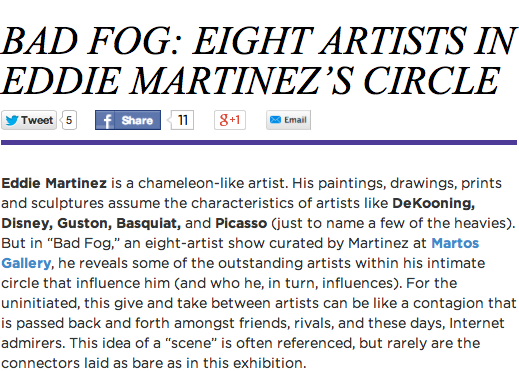 BAD FOG: EIGHT ARTISTS IN
EDDIE MARTINEZ’S CIRCLE
Tweet 5 Share 11 g+1 Email
Eddie Martinez is a chameleon-like artist. His paintings, drawings, prints
and sculptures assume the characteristics of artists like DeKooning,
Disney, Guston, Basquiat, and Picasso (just to name a few of the heavies).
But in “Bad Fog,” an eight-artist show curated by Martinez at Martos
Gallery, he reveals some of the outstanding artists within his intimate
circle that influence him (and who he, in turn, influences). For the
uninitiated, this give and take between artists can be like a contagion that
is passed back and forth amongst friends, rivals, and these days, Internet
admirers. This idea of a “scene” is often referenced, but rarely are the
connectors laid as bare as in this exhibition.